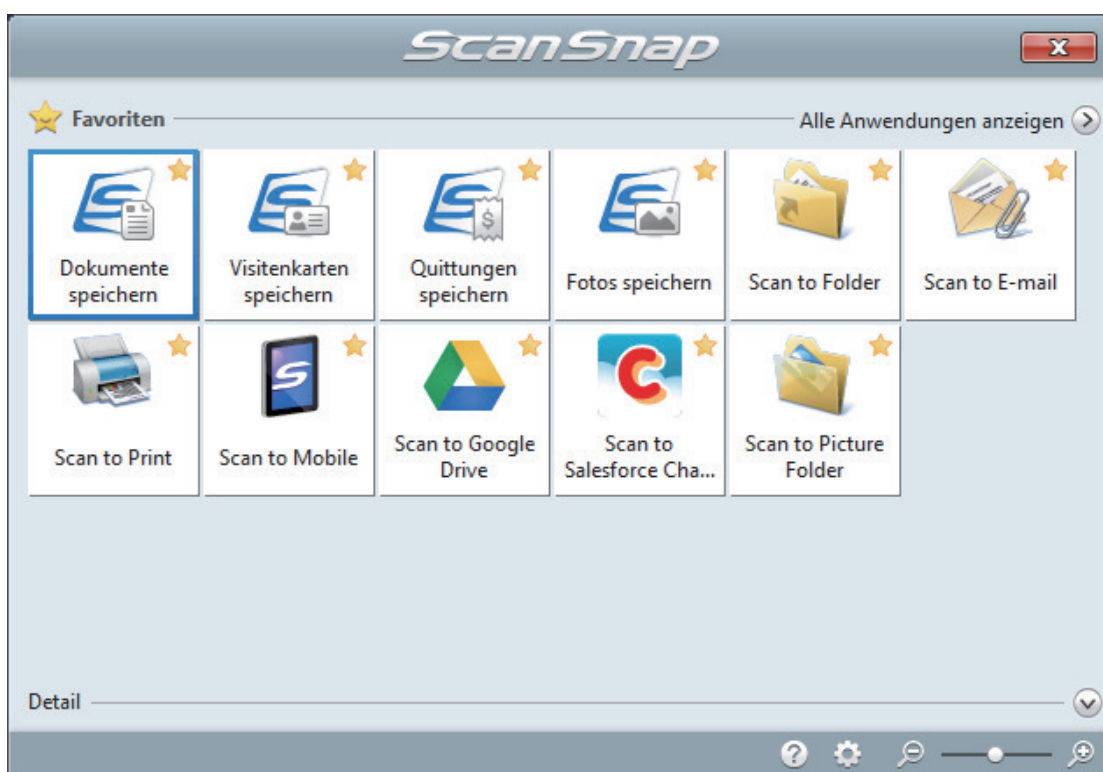 ScanSnap
Favoriten
Alle Anwendungen anzeigen
Dokumente
speichern
Visitenkarten
speichern
Quittungen
speichern
Fotos speichern
Scan to Folder
Scan to E-mail
Scan to Print
Scan to Mobile
Scan to Google
Drive
Scan to
Salesforce Cha...
Scan to Picture
Folder
Detail